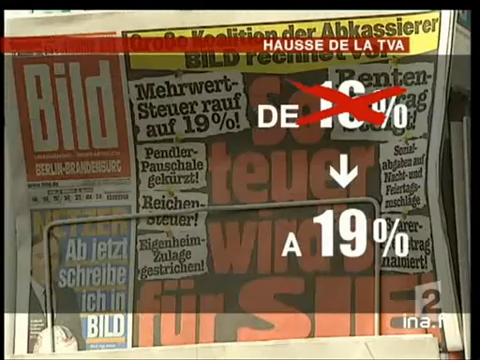 Große Koalition der Abkassierer
HAUSSE DE LA TVA
BILD rechnet vor
Bild
BERLIN-BRANDENBURG
Mehrwert-
Steuer rauf
auf 19%!
Pendler-
Pauschale
gekürzt!
Reichen-
Steuer!
Eigenheim-
Zulage
gestrichen!
So
teuer
wird
für SIE
Renten-
Sozial-
abgaben auf
Nacht- und
Feiertags-
zuschläge
DE 16%
A 19%
Ab jetzt
schreibe
ich in
BILD
2
ina.f